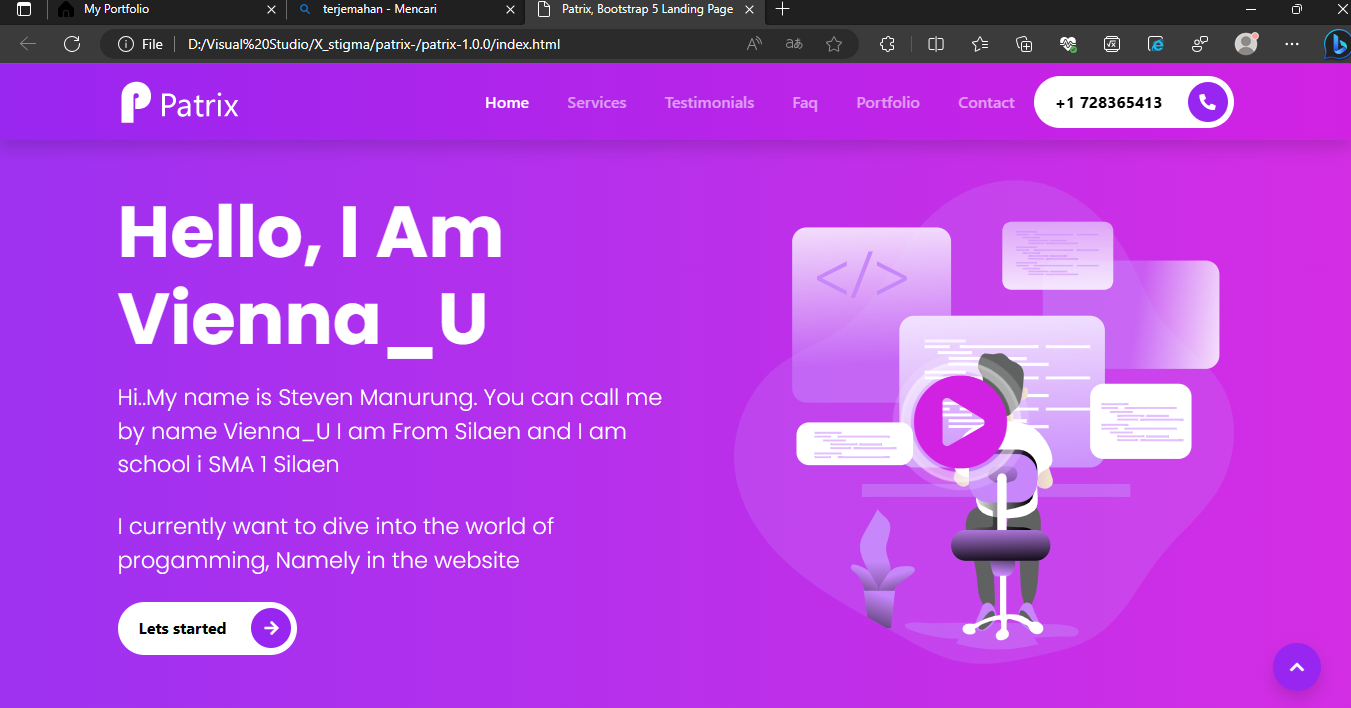 My Portfolio
terjemahan - Mencari
Patrix, Bootstrap 5 Landing Page
File
D:/Visual%20Studio/X_stigma/patrix-/patrix-1.0.0/index.html
Patrix
Home Services Testimonials Faq Portfolio Contact
+1 728365413
Hello, I Am
Vienna_U
Hi..My name is Steven Manurung. You can call me
by name Vienna_U I am From Silaen and I am
school i SMA 1 Silaen
I currently want to dive into the world of
progamming, Namely in the website
Lets started
</>